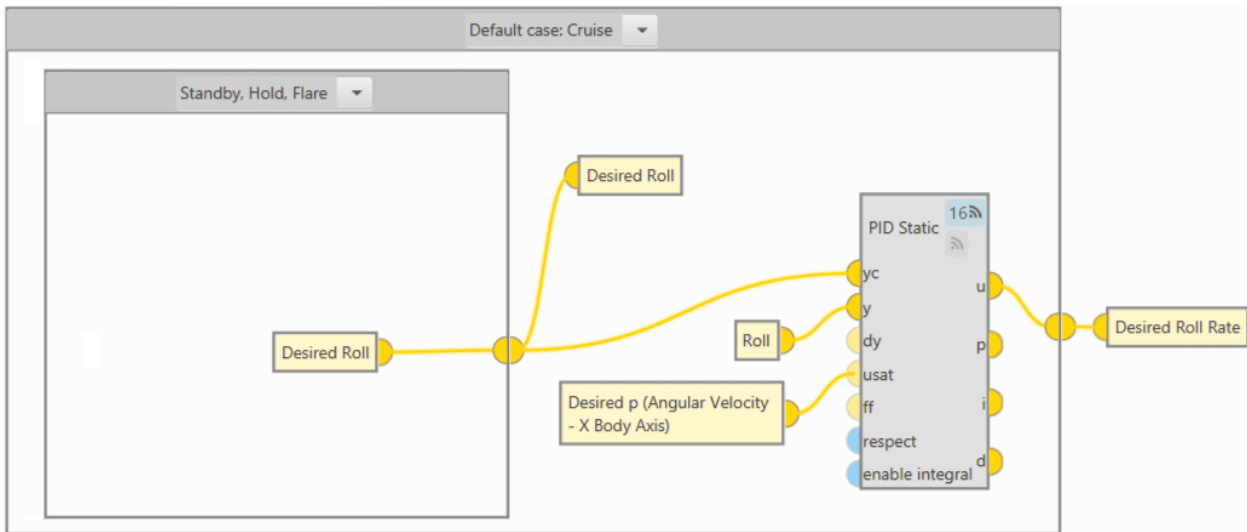 Default case: Cruise
Standby, Hold, Flare
Desired Roll
Desired Roll
PID Static
16
yc
y
dy
usat
ff
respect
enable integral
u
p
i
d
Roll
Desired p (Angular Velocity
- X Body Axis)
Desired Roll Rate